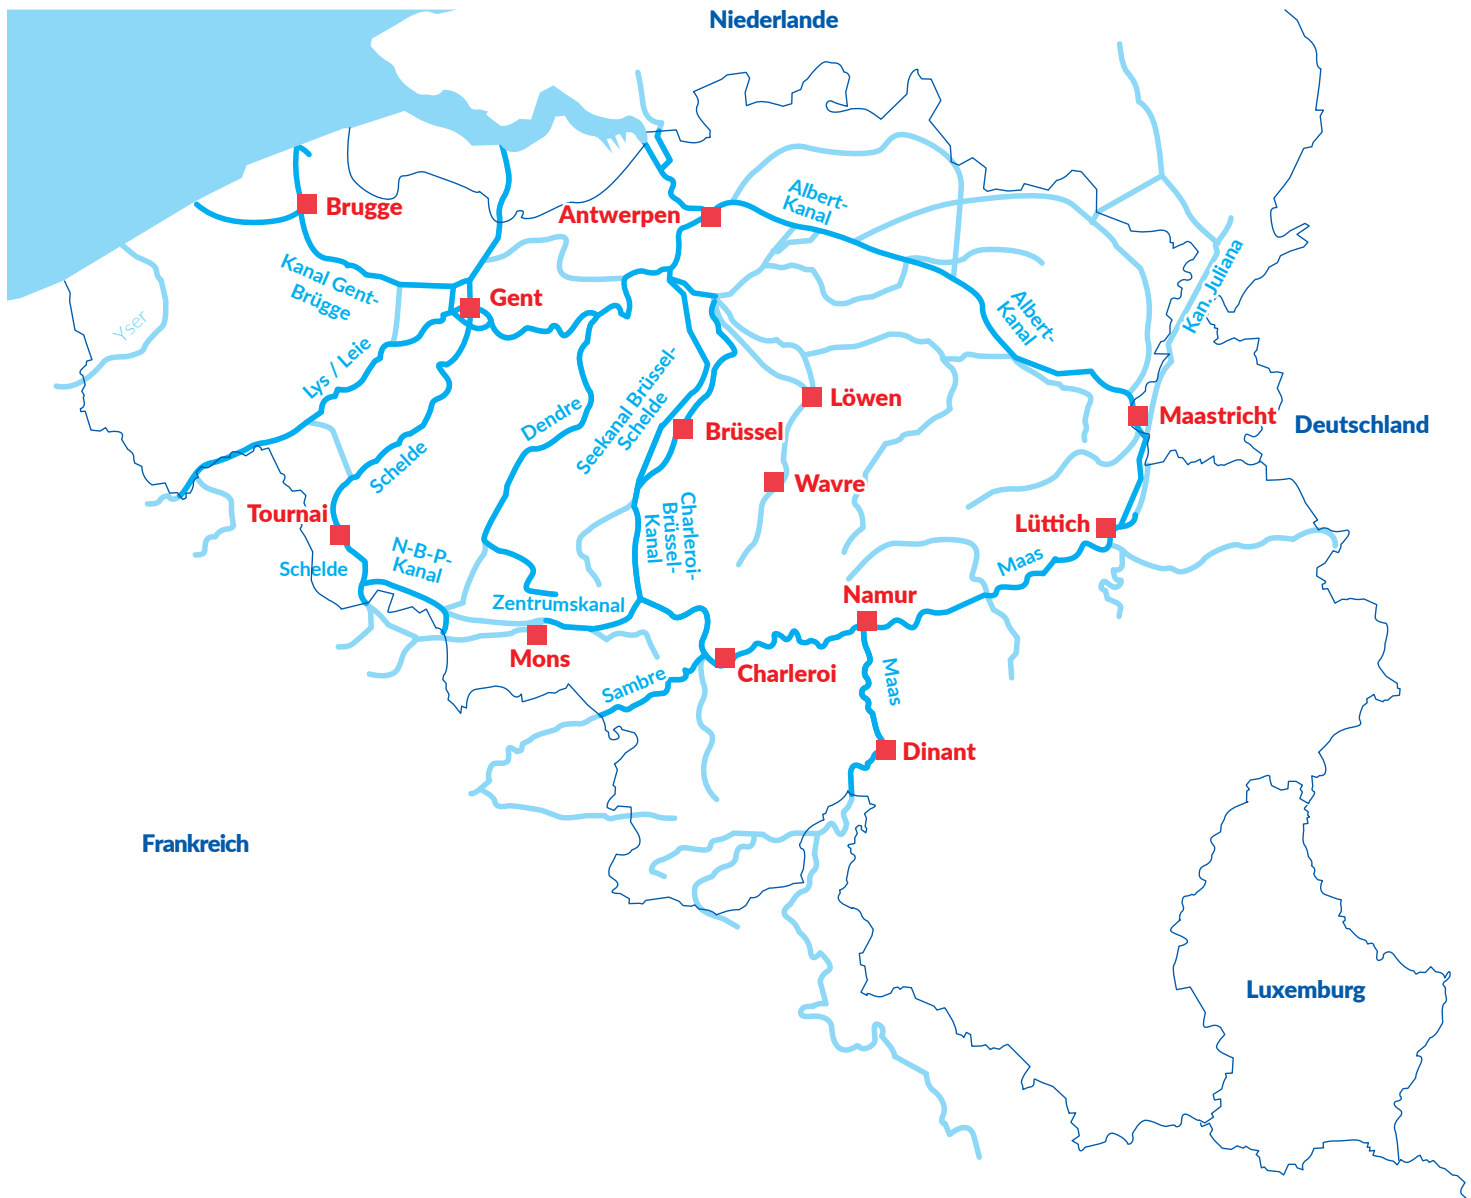 Niederlande
Brugge
Antwerpen
Albert-
Kanal
Kanal Gent-
Brügge
Gent
Yser
Kan. Juliana
Albert-
Kanal
Lys / Leie
Dendre
Seekanal Brüssel-
Schelde
Löwen
Brüssel
Maastricht
Deutschland
Schelde
Wavre
Tournai
Lüttich
Charleroi-
Brüssel-
Kanal
Schelde
N-B-P-
Kanal
Maas
Zentrumskanal
Namur
Mons
Charleroi
Sambre
Maas
Dinant
Frankreich
Luxemburg